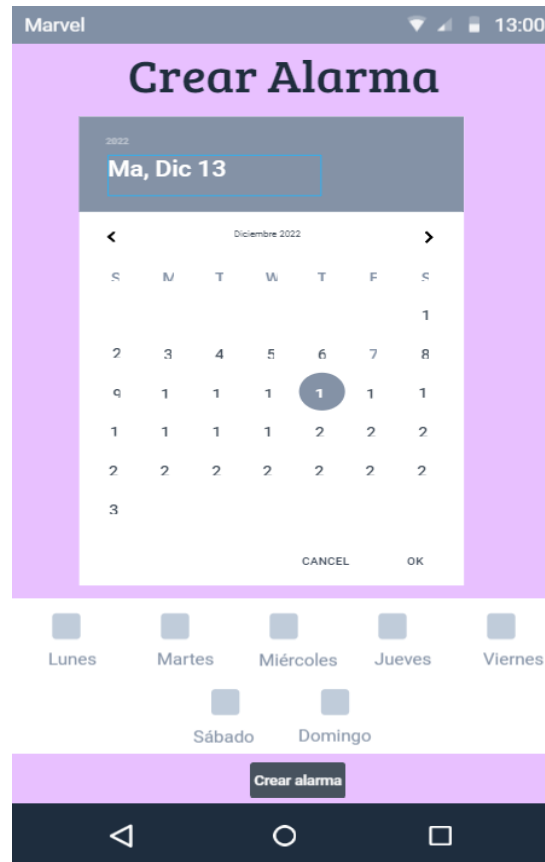 Marvel 13:00
Crear Alarma
2022
Ma, Dic 13
Diciembre 2022
S M T W T F S
1
2 3 4 5 6 7 8
9 1 1 1 1 1 1
1 1 1 1 2 2 2
2 2 2 2 2 2 2
3
CANCEL OK
Lunes Martes Miércoles Jueves Viernes
Sábado Domingo
Crear alarma